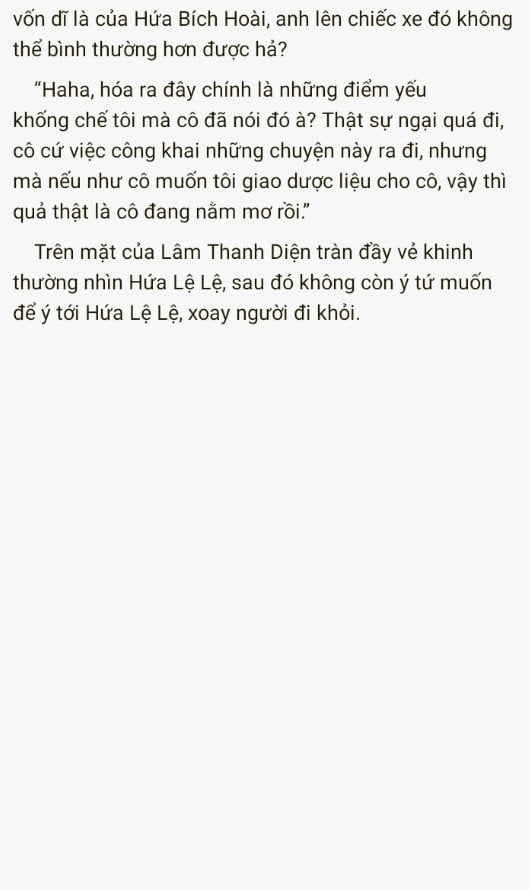 vốn dĩ là của Hứa Bích Hoài, anh lên chiếc xe đó không
thể bình thường hơn được hả?
“Haha, hóa ra đây chính là những điểm yếu
khống chế tôi mà cô đã nói đó à? Thật sự ngại quá đi,
cô cứ việc công khai những chuyện này ra đi, nhưng
mà nếu như cô muốn tôi giao dược liệu cho cô, vậy thì
quả thật là cô đang nằm mơ rồi.”
Trên mặt của Lâm Thanh Diện tràn đầy vẻ khinh
thường nhìn Hứa Lệ Lệ, sau đó không còn ý tứ muốn
để ý tới Hứa Lệ Lệ, xoay người đi khỏi.